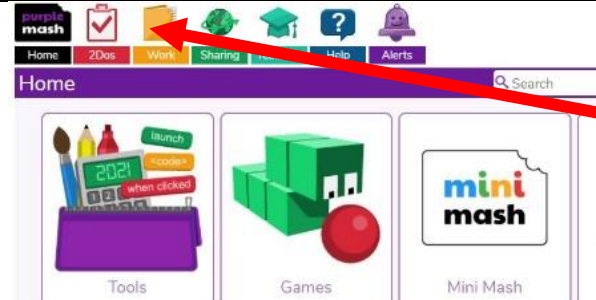 purple
mash
Home 2Dos Work Sharing Help Alerts
Home Search
launch
<code>
2021
when clicked
mini
mash
Tools Games Mini Mash